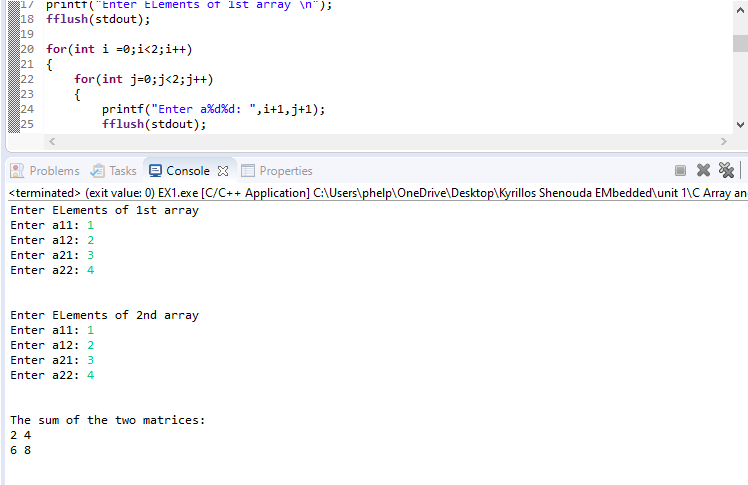 17 printf("Enter ELements of 1st array \n");
18 fflush(stdout);
19
20 for(int i =0;i<2;i++)
21 {
22 for(int j=0;j<2;j++)
23 {
24 printf("Enter a%d%d: ",i+1,j+1);
25 fflush(stdout);
Problems Tasks Console Properties
<terminated> (exit value: 0) EX1.exe [C/C++ Application] C:\Users\phelp\OneDrive\Desktop\Kyrillos Shenouda EMbedded\unit 1\C Array an
Enter ELements of 1st array
Enter a11: 1
Enter a12: 2
Enter a21: 3
Enter a22: 4
Enter ELements of 2nd array
Enter a11: 1
Enter a12: 2
Enter a21: 3
Enter a22: 4
The sum of the two matrices:
2 4
6 8